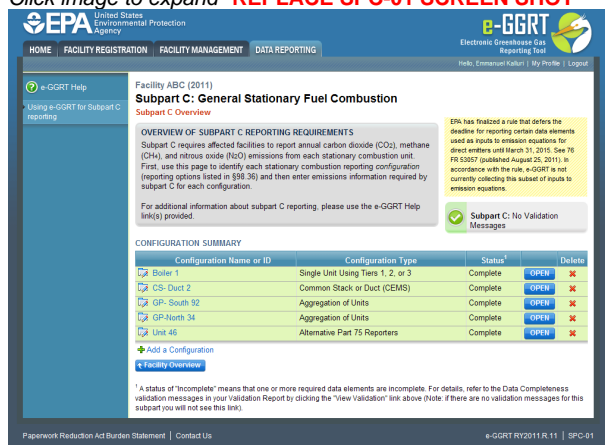 Click image to expand *REPLACE SPC-01 SCREEN SHOT*
EPA United States
Environmental Protection
Agency
e-GGRT
Electronic Greenhouse Gas
Reporting Tool
HOME FACILITY REGISTRATION FACILITY MANAGEMENT DATA REPORTING
Hello, Emmanuel Kalluri | My Profile | Logout
e-GGRT Help
Using e-GGRT for Subpart C
reporting
Facility ABC (2011)
Subpart C: General Stationary Fuel Combustion
Subpart C Overview
OVERVIEW OF SUBPART C REPORTING REQUIREMENTS
Subpart C requires affected facilities to report annual carbon dioxide (CO2), methane
(CH4), and nitrous oxide (N2O) emissions from each stationary combustion unit.
First, use this page to identify each stationary combustion reporting configuration
(reporting options listed in §98.36) and then enter emissions information required by
subpart C for each configuration.
For additional information about subpart C reporting, please use the e-GGRT Help
link(s) provided.
EPA has finalized a rule that defers the
deadline for reporting certain data elements
used as inputs to emission equations for
direct emitters until March 31, 2015. See 76
FR 53057 (published August 25, 2011). In
accordance with the rule, e-GGRT is not
currently collecting this subset of inputs to
emission equations.
Subpart C: No Validation
Messages
CONFIGURATION SUMMARY
Configuration Name or ID Configuration Type Status1 Delete
Boiler 1 Single Unit Using Tiers 1, 2, or 3 Complete OPEN
CS- Duct 2 Common Stack or Duct (CEMS) Complete OPEN
GP- South 92 Aggregation of Units Complete OPEN
GP-North 34 Aggregation of Units Complete OPEN
Unit 46 Alternative Part 75 Reporters Complete OPEN
Add a Configuration
Facility Overview
1 A status of "Incomplete" means that one or more required data elements are incomplete. For details, refer to the Data Completeness
validation messages in your Validation Report by clicking the "View Validation" link above (Note: if there are no validation messages for this
subpart you will not see this link).
Paperwork Reduction Act Burden Statement | Contact Us
e-GGRT RY2011.R.11 | SPC-01